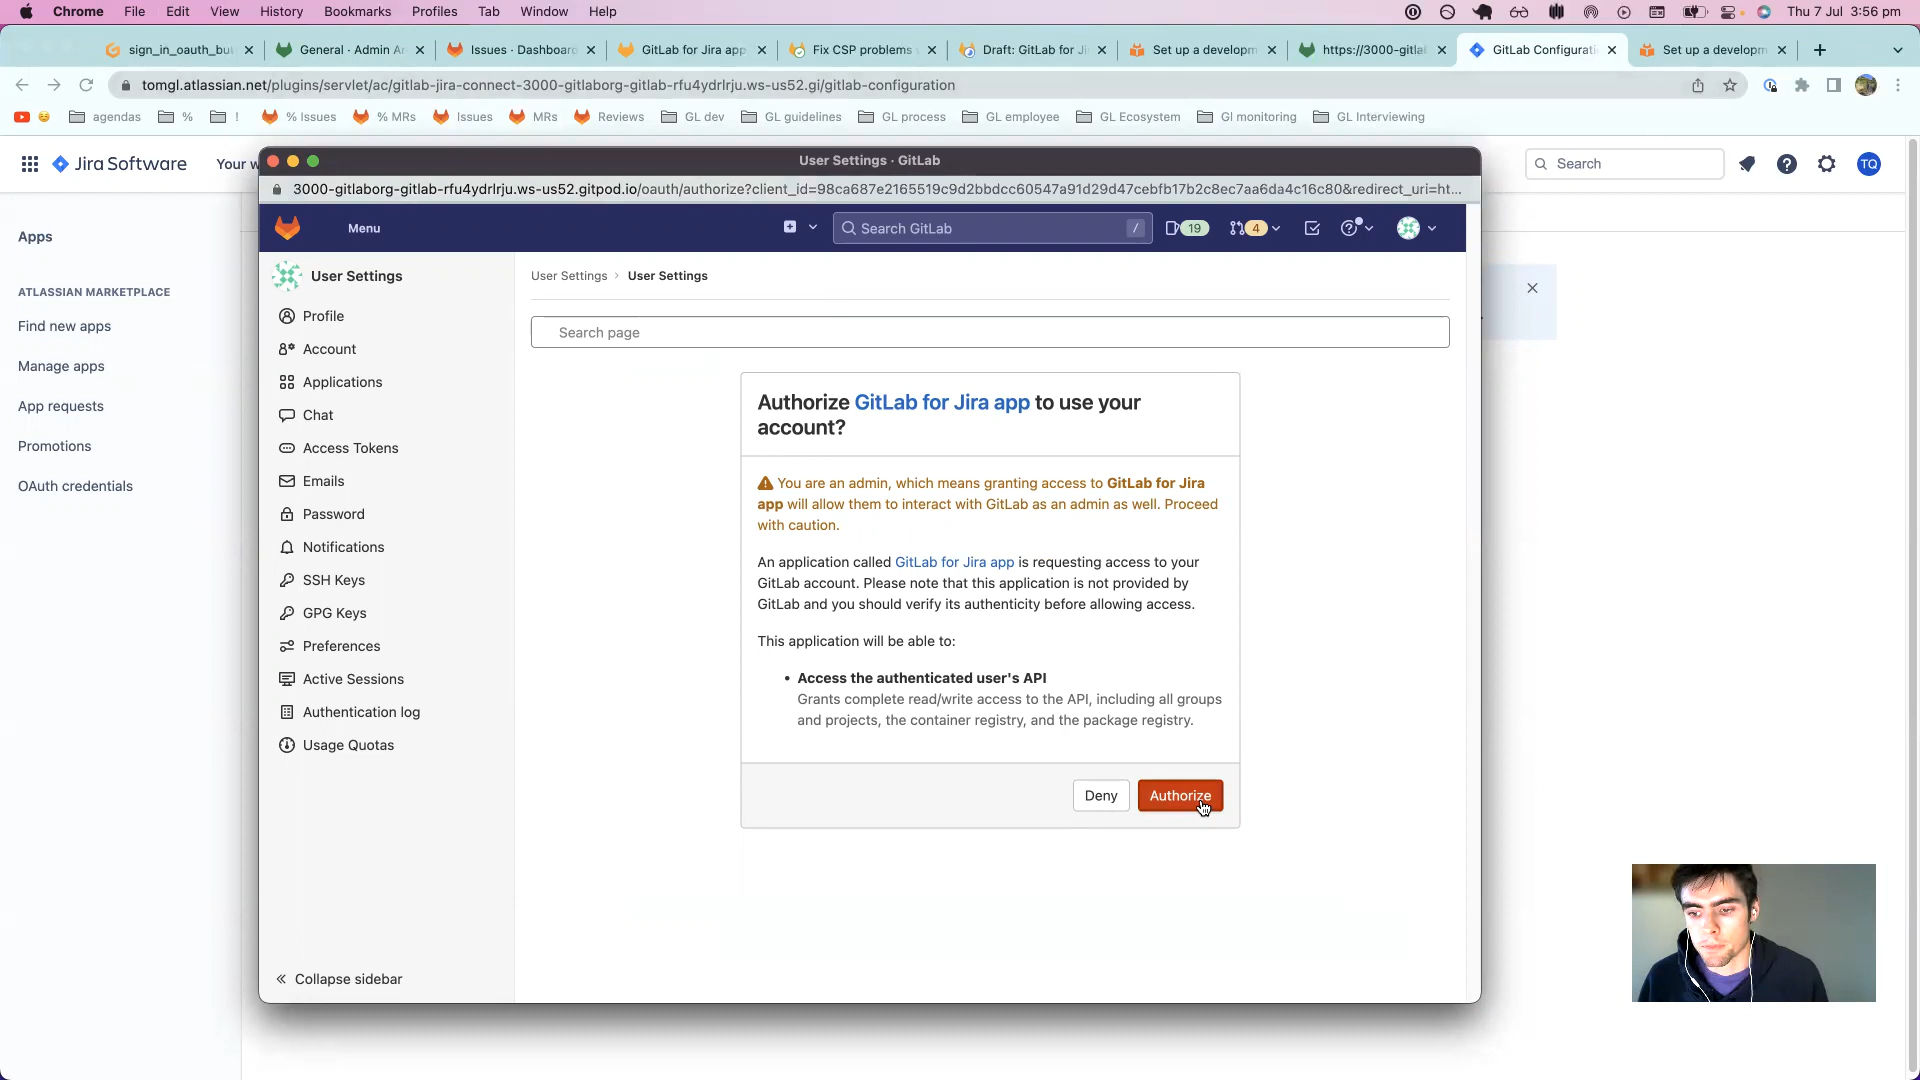 Chrome File Edit View History Bookmarks Profiles Tab Window Help Thu 7 Jul 3:56 pm
sign_in_oauth_bu General · Admin Ar Issues · Dashboard GitLab for Jira app Fix CSP problems Draft: GitLab for Ji Set up a developm https://3000-gitla GitLab Configurati Set up a developm
tomgl.atlassian.net/plugins/servlet/ac/gitlab-jira-connect-3000-gitlaborg-gitlab-rfu4ydrlrju.ws-us52.gi/gitlab-configuration
agendas % ! % Issues % MRs Issues MRs Reviews GL dev GL guidelines GL process GL employee GL Ecosystem Gl monitoring GL Interviewing
Jira Software Your w Search TQ
Apps
ATLASSIAN MARKETPLACE
Find new apps
Manage apps
App requests
Promotions
OAuth credentials
User Settings · GitLab
3000-gitlaborg-gitlab-rfu4ydrlrju.ws-us52.gitpod.io/oauth/authorize?client_id=98ca687e2165519c9d2bbdcc60547a91d29d47cebfb17b2c8ec7aa6da4c16c80&redirect_uri=ht...
Menu Search GitLab / 19 4
User Settings
Profile
Account
Applications
Chat
Access Tokens
Emails
Password
Notifications
SSH Keys
GPG Keys
Preferences
Active Sessions
Authentication log
Usage Quotas
Collapse sidebar
User Settings › User Settings
Search page
Authorize GitLab for Jira app to use your
account?
You are an admin, which means granting access to GitLab for Jira
app will allow them to interact with GitLab as an admin as well. Proceed
with caution.
An application called GitLab for Jira app is requesting access to your
GitLab account. Please note that this application is not provided by
GitLab and you should verify its authenticity before allowing access.
This application will be able to:
• Access the authenticated user's API
Grants complete read/write access to the API, including all groups
and projects, the container registry, and the package registry.
Deny Authorize